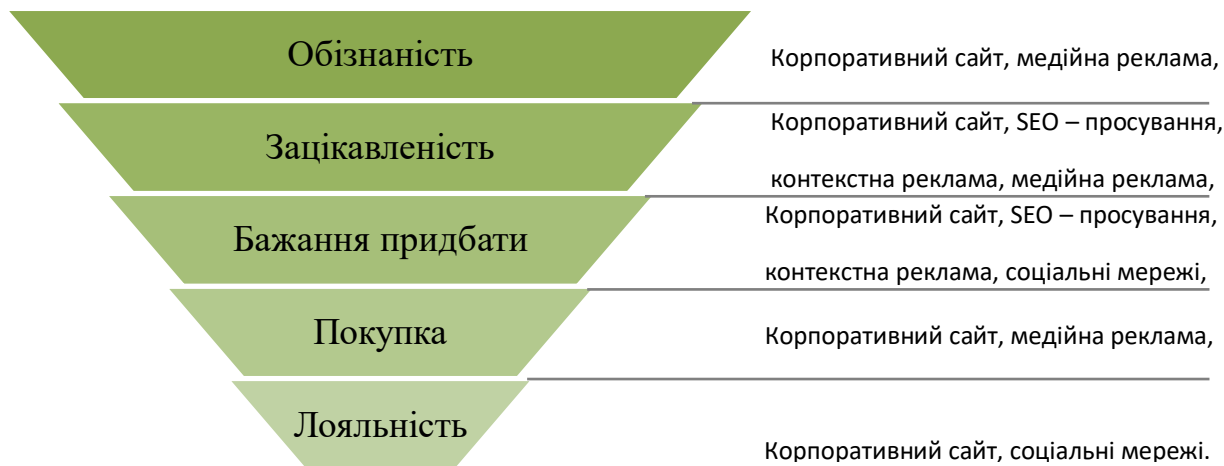 Обізнаність
Корпоративний сайт, медійна реклама,
Зацікавленість
Корпоративний сайт, SEO – просування,
контекстна реклама, медійна реклама,
Бажання придбати
Корпоративний сайт, SEO – просування,
контекстна реклама, соціальні мережі,
Покупка
Корпоративний сайт, медійна реклама,
Лояльність
Корпоративний сайт, соціальні мережі.